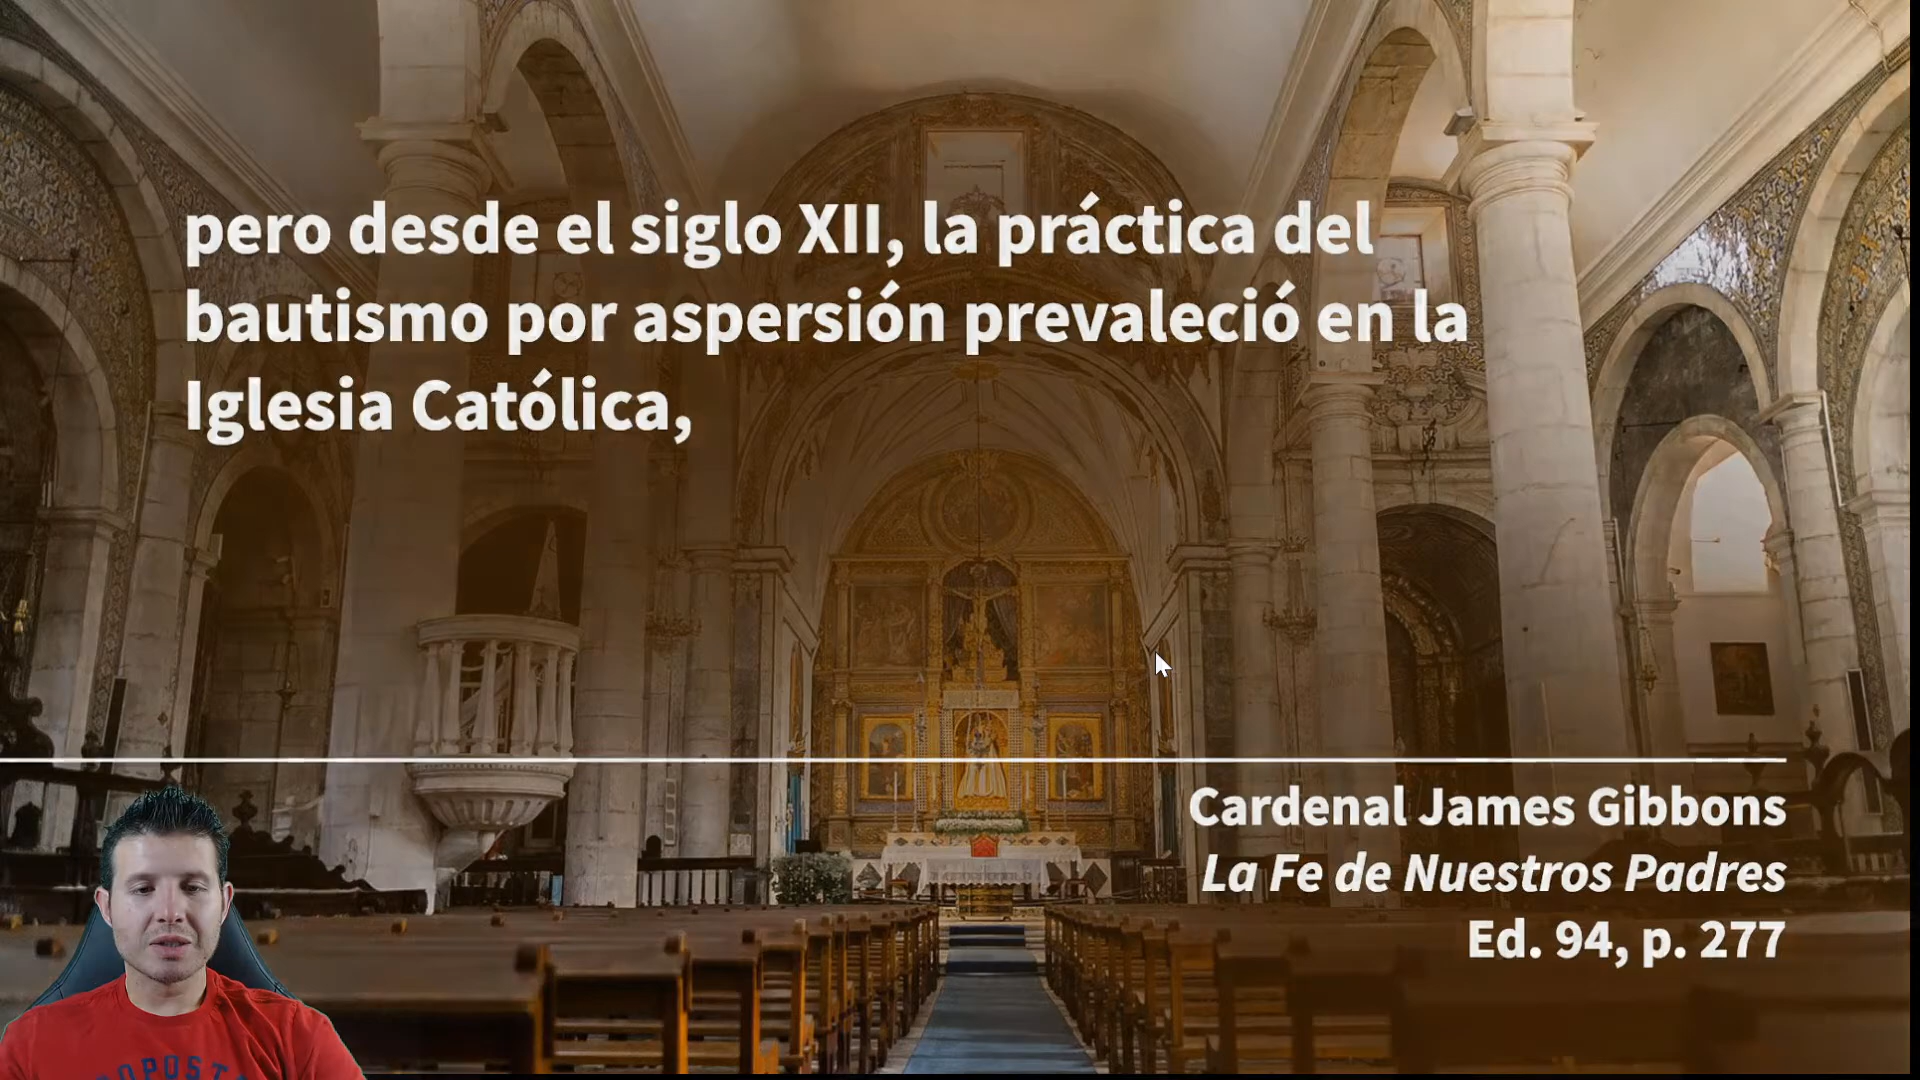 pero desde el siglo XII, la práctica del
bautismo por aspersión prevaleció en la
Iglesia Católica,
Cardenal James Gibbons
La Fe de Nuestros Padres
Ed. 94, p. 277